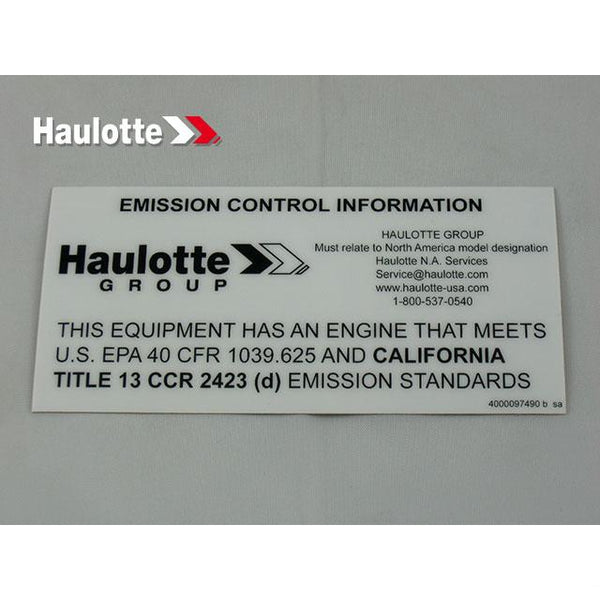 Haulotte
EMISSION CONTROL INFORMATION
Haulotte
GROUP
HAULOTTE GROUP
Must relate to North America model designation
Haulotte N.A. Services
Service@haulotte.com
www.haulotte-usa.com
1-800-537-0540
THIS EQUIPMENT HAS AN ENGINE THAT MEETS
U.S. EPA 40 CFR 1039.625 AND CALIFORNIA
TITLE 13 CCR 2423 (d) EMISSION STANDARDS
4000097490 b sa